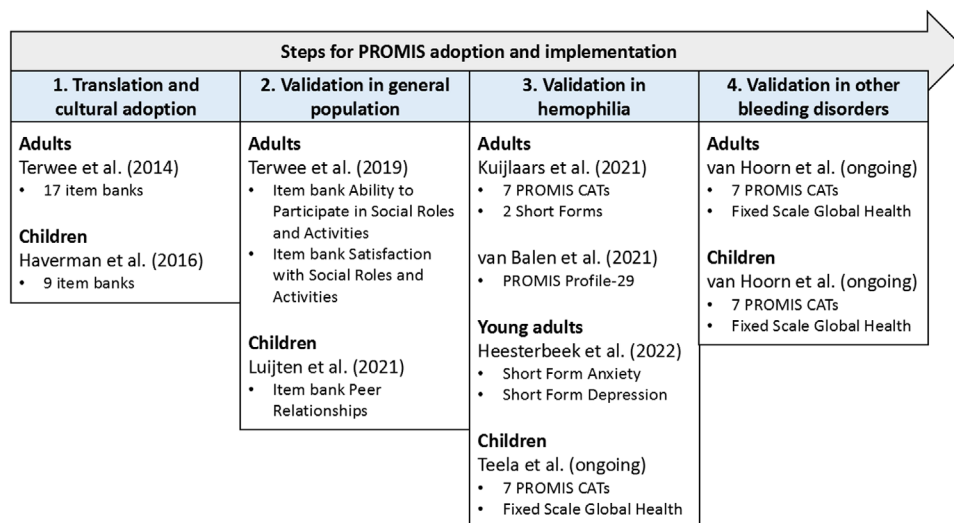 Steps for PROMIS adoption and implementation
1. Translation and
cultural adoption
Adults
Terwee et al. (2014)
• 17 item banks
Children
Haverman et al. (2016)
• 9 item banks
2. Validation in general
population
Adults
Terwee et al. (2019)
• Item bank Ability to
Participate in Social Roles
and Activities
• Item bank Satisfaction
with Social Roles and
Activities
Children
Luijten et al. (2021)
• Item bank Peer
Relationships
3. Validation in
hemophilia
Adults
Kuijlaars et al. (2021)
• 7 PROMIS CATs
• 2 Short Forms
van Balen et al. (2021)
• PROMIS Profile-29
Young adults
Heesterbeek et al. (2022)
• Short Form Anxiety
• Short Form Depression
Children
Teela et al. (ongoing)
• 7 PROMIS CATs
• Fixed Scale Global Health
4. Validation in other
bleeding disorders
Adults
van Hoorn et al. (ongoing)
• 7 PROMIS CATs
• Fixed Scale Global Health
Children
van Hoorn et al. (ongoing)
• 7 PROMIS CATs
• Fixed Scale Global Health